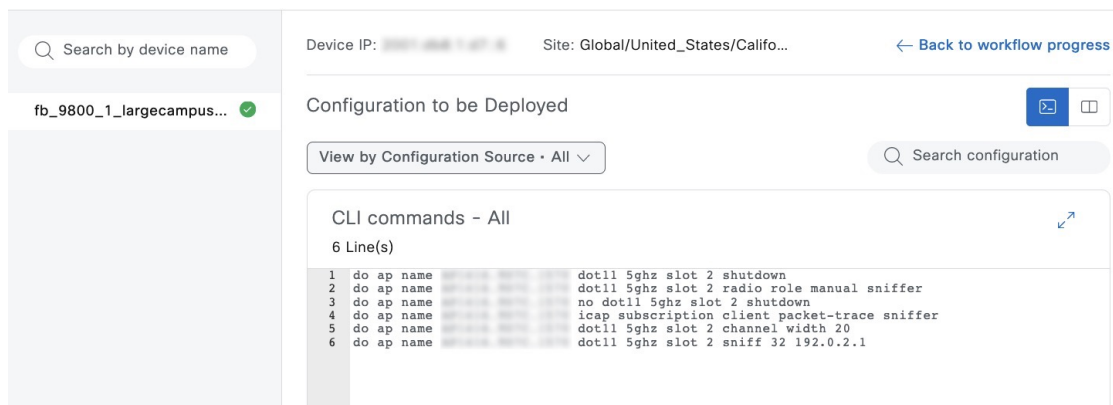 Search by device name
fb_9800_1_largecampus...
Device IP: Site: Global/United_States/Califo... ← Back to workflow progress
Configuration to be Deployed
View by Configuration Source • All
Search configuration
CLI commands - All
6 Line(s)
1 do ap name dot11 5ghz slot 2 shutdown
2 do ap name dot11 5ghz slot 2 radio role manual sniffer
3 do ap name no dot11 5ghz slot 2 shutdown
4 do ap name icap subscription client packet-trace sniffer
5 do ap name dot11 5ghz slot 2 channel width 20
6 do ap name dot11 5ghz slot 2 sniff 32 192.0.2.1